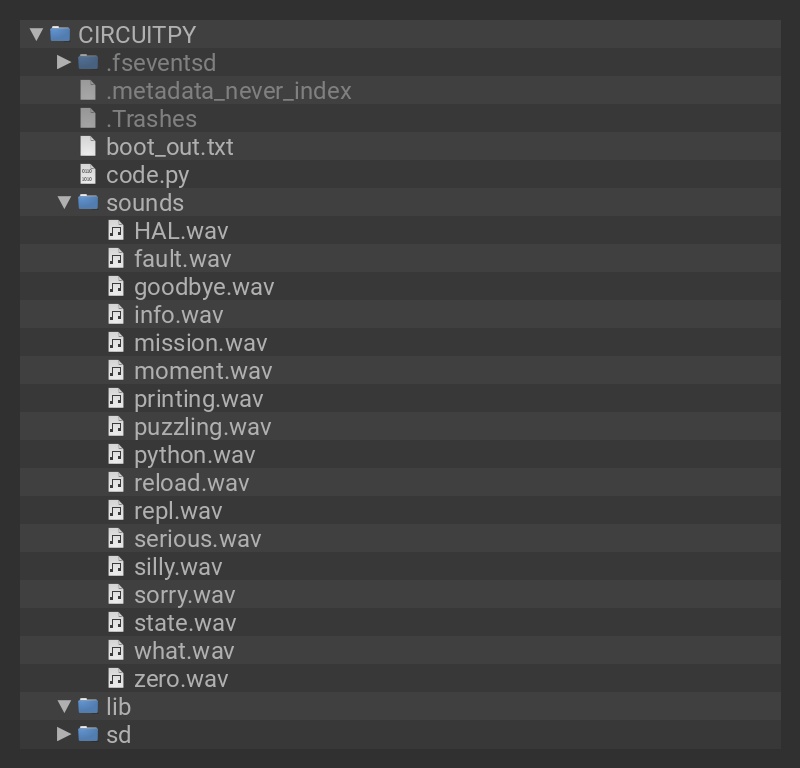 CIRCUITPY
.fseventsd
.metadata_never_index
.Trashes
boot_out.txt
code.py
sounds
HAL.wav
fault.wav
goodbye.wav
info.wav
mission.wav
moment.wav
printing.wav
puzzling.wav
python.wav
reload.wav
repl.wav
serious.wav
silly.wav
sorry.wav
state.wav
what.wav
zero.wav
lib
sd